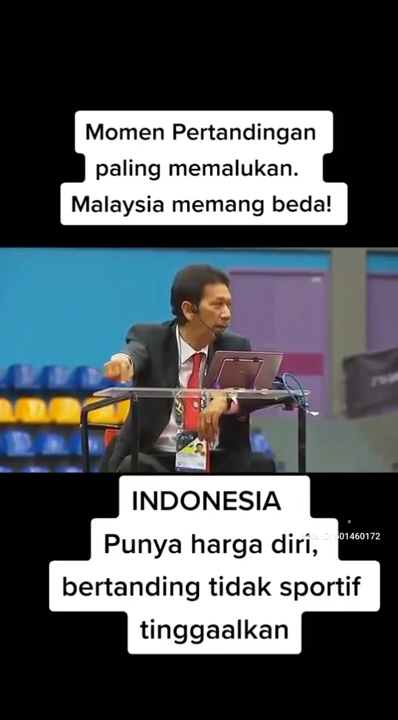 Momen Pertandingan
paling memalukan.
Malaysia memang beda!
INDONESIA
Punya harga diri,
bertanding tidak sportif
tinggaalkan